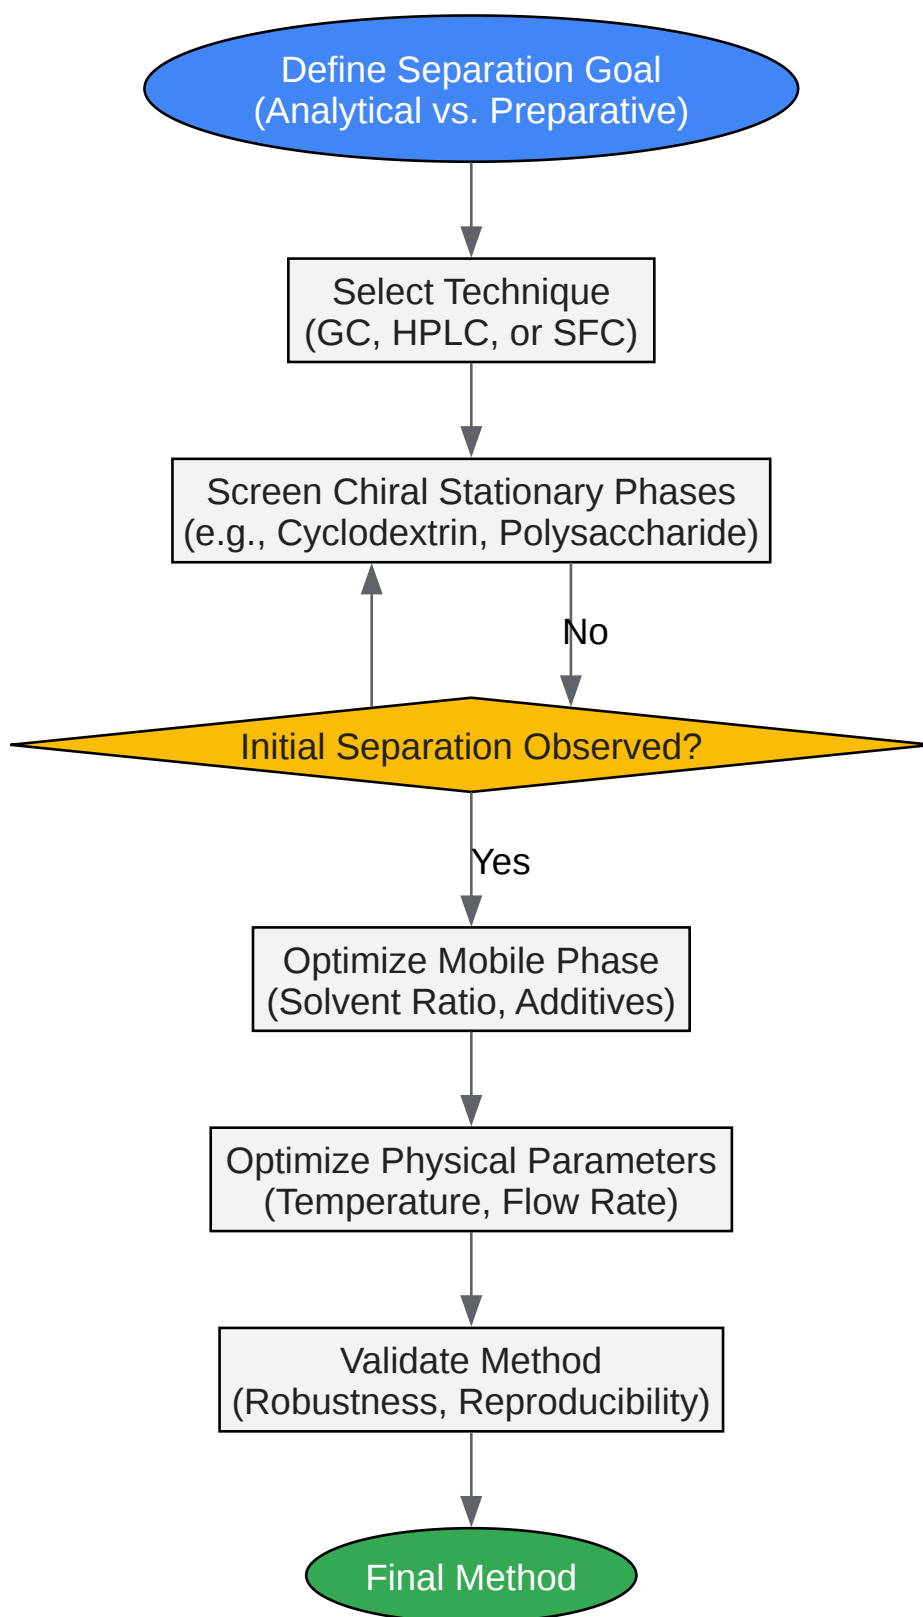 Define Separation Goal
(Analytical vs. Preparative)
Select Technique
(GC, HPLC, or SFC)
Screen Chiral Stationary Phases
(e.g., Cyclodextrin, Polysaccharide)
No
Initial Separation Observed?
Yes
Optimize Mobile Phase
(Solvent Ratio, Additives)
Optimize Physical Parameters
(Temperature, Flow Rate)
Validate Method
(Robustness, Reproducibility)
Final Method